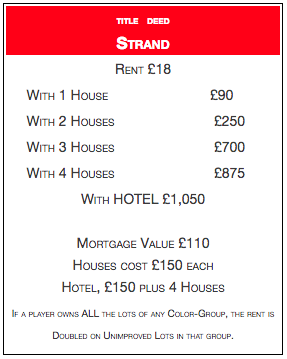 TITLE DEED
STRAND
RENT £18
WITH 1 HOUSE £90
WITH 2 HOUSES £250
WITH 3 HOUSES £700
WITH 4 HOUSES £875
WITH HOTEL £1,050
MORTGAGE VALUE £110
HOUSES COST £150 EACH
HOTEL, £150 PLUS 4 HOUSES
IF A PLAYER OWNS ALL THE LOTS OF ANY COLOR-GROUP, THE RENT IS
DOUBLED ON UNIMPROVED LOTS IN THAT GROUP.